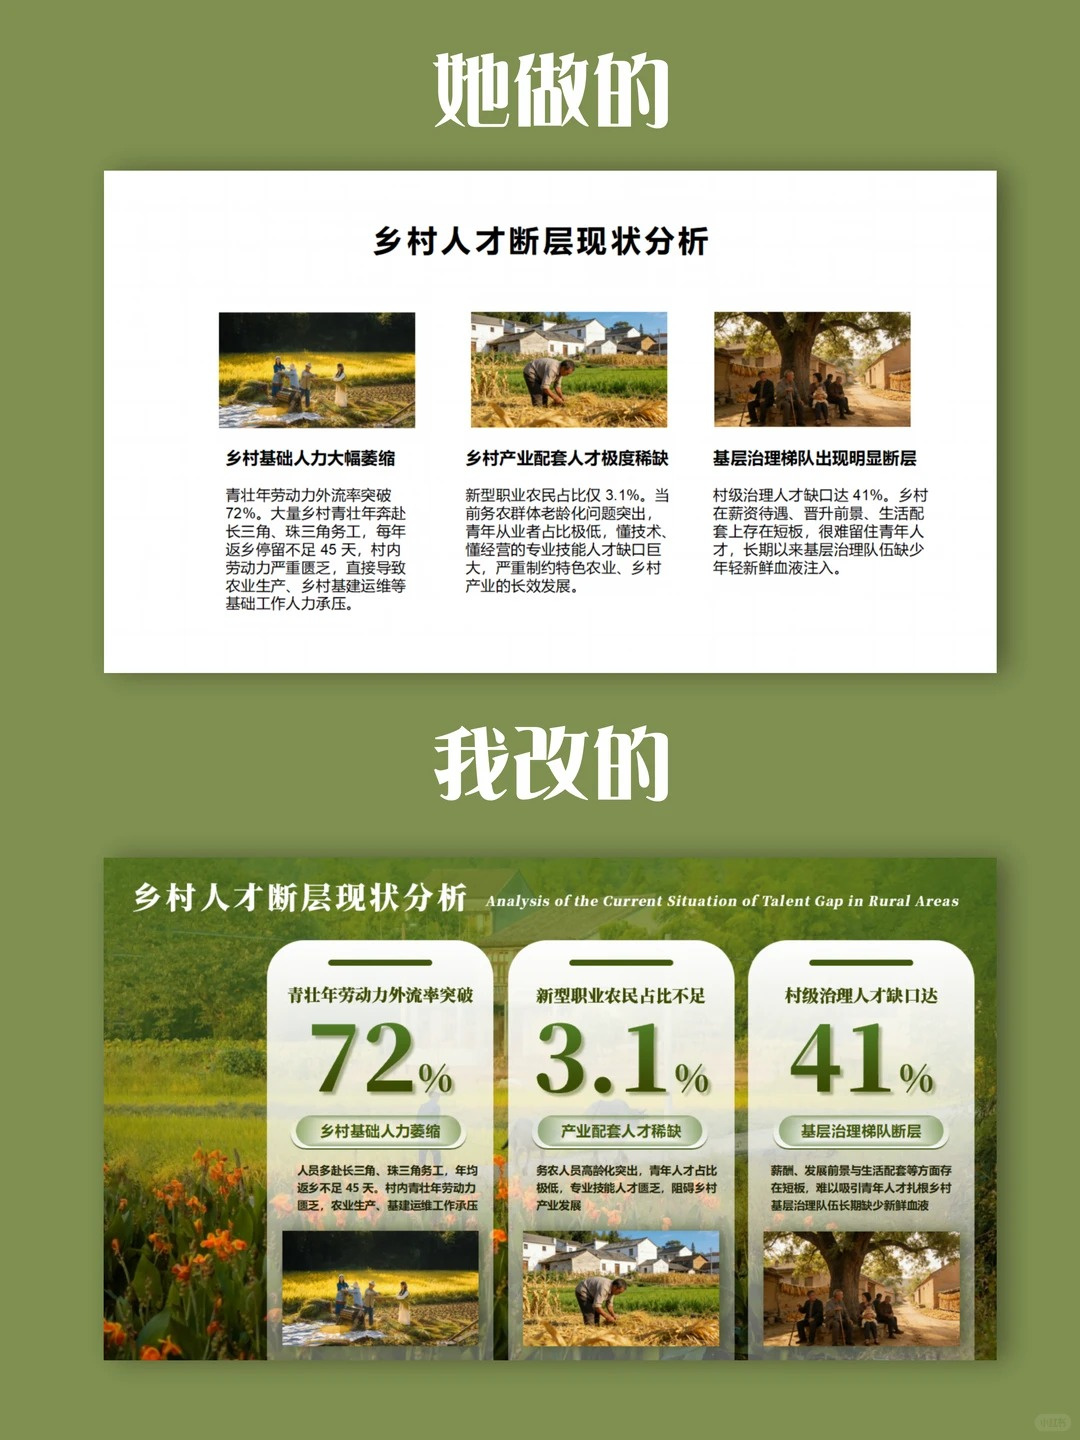 她做的
乡村人才断层现状分析
乡村基础人力大幅萎缩
青壮年劳动力外流率突破
72%。大量乡村青壮年奔赴
长三角、珠三角务工，每年
返乡停留不足 45 天，村内
劳动力严重匮乏，直接导致
农业生产、乡村基建运维等
基础工作人力承压。
乡村产业配套人才极度稀缺
新型职业农民占比仅 3.1%。当
前务农群体老龄化问题突出，
青年从业者占比极低，懂技术、
懂经营的专业技能人才缺口巨
大，严重制约特色农业、乡村
产业的长效发展。
基层治理梯队出现明显断层
村级治理人才缺口达 41%。乡村
在薪资待遇、晋升前景、生活配
套上存在短板，很难留住青年人
才，长期以来基层治理队伍缺少
年轻新鲜血液注入。
我改的
乡村人才断层现状分析 Analysis of the Current Situation of Talent Gap in Rural Areas
青壮年劳动力外流率突破
72%
乡村基础人力萎缩
人员多赴长三角、珠三角务工，年均
返乡不足 45 天。村内青壮年劳动力
匮乏，农业生产、基建运维工作承压
新型职业农民占比不足
3.1%
产业配套人才稀缺
务农人员高龄化突出，青年人才占比
极低，专业技能人才匮乏，阻碍乡村
产业发展
村级治理人才缺口达
41%
基层治理梯队断层
薪酬、发展前景与生活配套等方面存
在短板，难以吸引青年人才扎根乡村
基层治理队伍长期缺少新鲜血液
小红书